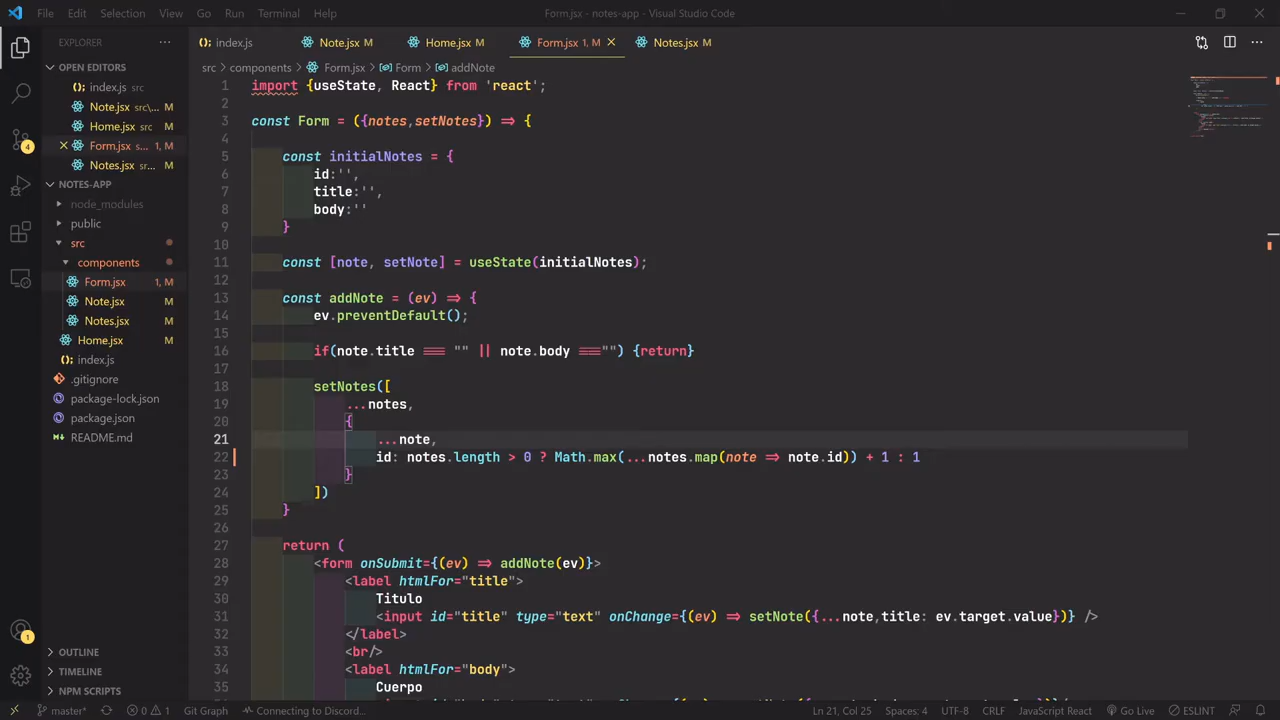 File Edit Selection View Go Run Terminal Help
Form.jsx - notes-app - Visual Studio Code
EXPLORER
index.js
Note.jsx M
Home.jsx M
Form.jsx 1, M
Notes.jsx M
OPEN EDITORS
index.js src
Note.jsx src\... M
Home.jsx src M
Form.jsx s... 1, M
Notes.jsx sr... M
NOTES-APP
node_modules
public
src
components
Form.jsx 1, M
Note.jsx M
Notes.jsx M
Home.jsx M
index.js
.gitignore
package-lock.json
package.json
README.md
OUTLINE
TIMELINE
NPM SCRIPTS
4
1
src components Form.jsx Form addNote
1 import {useState, React} from 'react';
2
3 const Form = ({notes,setNotes}) => {
4
5 const initialNotes = {
6 id:'',
7 title:'',
8 body:''
9 }
10
11 const [note, setNote] = useState(initialNotes);
12
13 const addNote = (ev) => {
14 ev.preventDefault();
15
16 if(note.title === "" || note.body ==="") {return}
17
18 setNotes([
19 ...notes,
20 {
21 ...note,
22 id: notes.length > 0 ? Math.max(...notes.map(note => note.id)) + 1 : 1
23 }
24 ])
25 }
26
27 return (
28 <form onSubmit={(ev) => addNote(ev)}>
29 <label htmlFor="title">
30 Titulo
31 <input id="title" type="text" onChange={(ev) => setNote({...note,title: ev.target.value})} />
32 </label>
33 <br/>
34 <label htmlFor="body">
35 Cuerpo
master* 0 1 Git Graph Connecting to Discord... Ln 21, Col 25 Spaces: 4 UTF-8 CRLF JavaScript React Go Live ESLINT